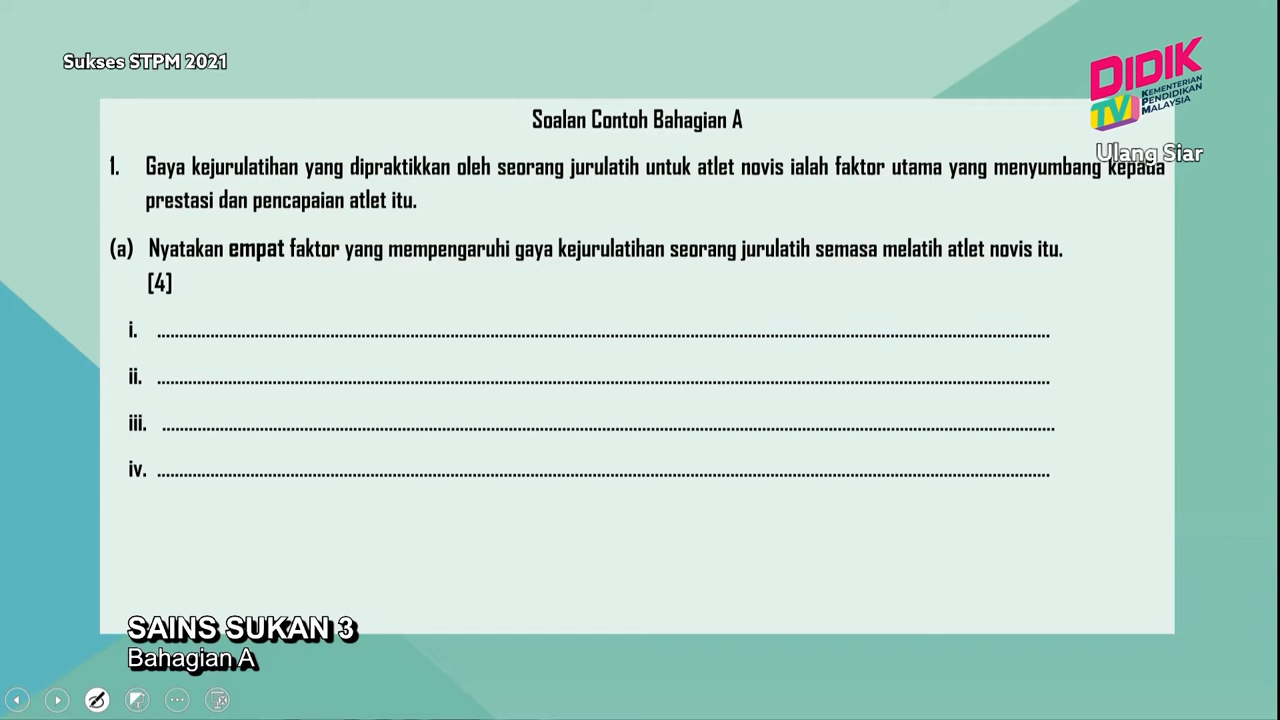 Sukses STPM 2021
DIDIK
TV
KEMENTERIAN
PENDIDIKAN
MALAYSIA
Ulang Siar
Soalan Contoh Bahagian A
1. Gaya kejurulatihan yang dipraktikkan oleh seorang jurulatih untuk atlet novis ialah faktor utama yang menyumbang kepada
prestasi dan pencapaian atlet itu.
(a) Nyatakan empat faktor yang mempengaruhi gaya kejurulatihan seorang jurulatih semasa melatih atlet novis itu.
[4]
i. ................................................................................
ii. ................................................................................
iii. ................................................................................
iv. ................................................................................
SAINS SUKAN 3
Bahagian A